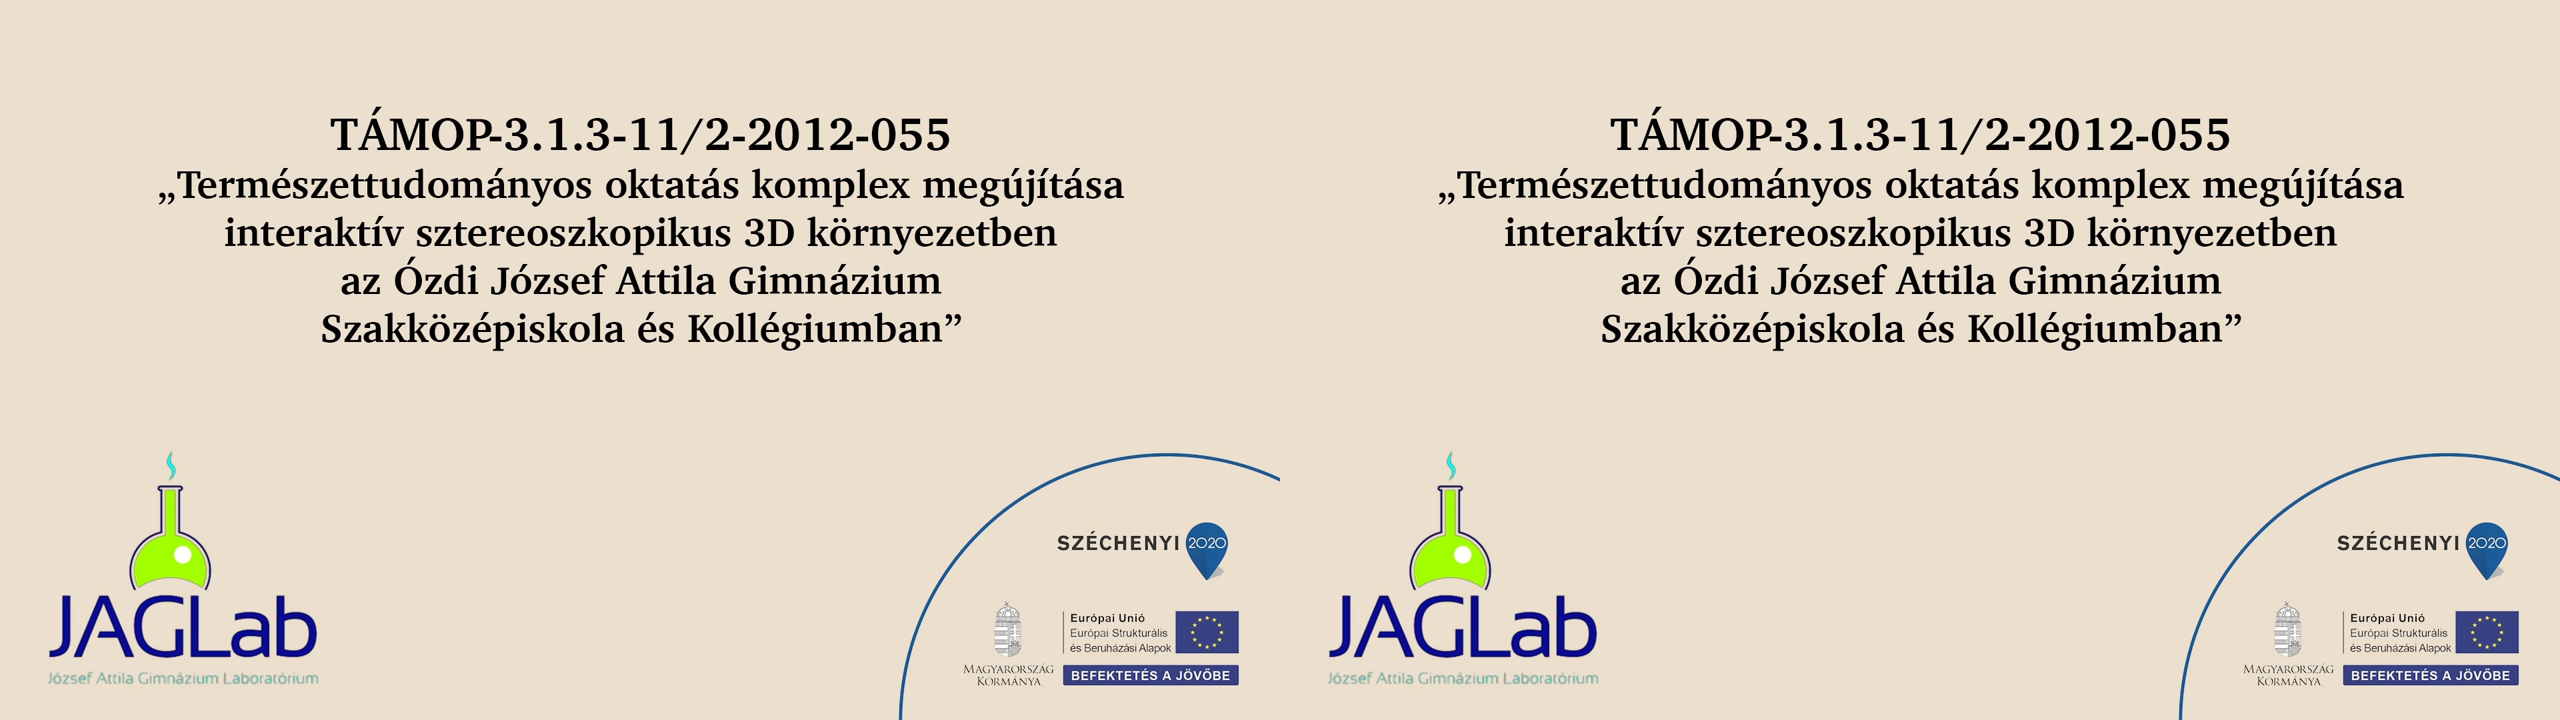 TÁMOP-3.1.3-11/2-2012-055
„Természettudományos oktatás komplex megújítása
interaktív sztereoszkopikus 3D környezetben
az Ózdi József Attila Gimnázium
Szakközépiskola és Kollégiumban”
JAGLab
József Attila Gimnázium Laboratórium
SZÉCHENYI 2020
MAGYARORSZÁG
KORMÁNYA
Európai Unió
Európai Strukturális
és Beruházási Alapok
BEFEKTETÉS A JÖVŐBE
TÁMOP-3.1.3-11/2-2012-055
„Természettudományos oktatás komplex megújítása
interaktív sztereoszkopikus 3D környezetben
az Ózdi József Attila Gimnázium
Szakközépiskola és Kollégiumban”
JAGLab
József Attila Gimnázium Laboratórium
SZÉCHENYI 2020
MAGYARORSZÁG
KORMÁNYA
Európai Unió
Európai Strukturális
és Beruházási Alapok
BEFEKTETÉS A JÖVŐBE